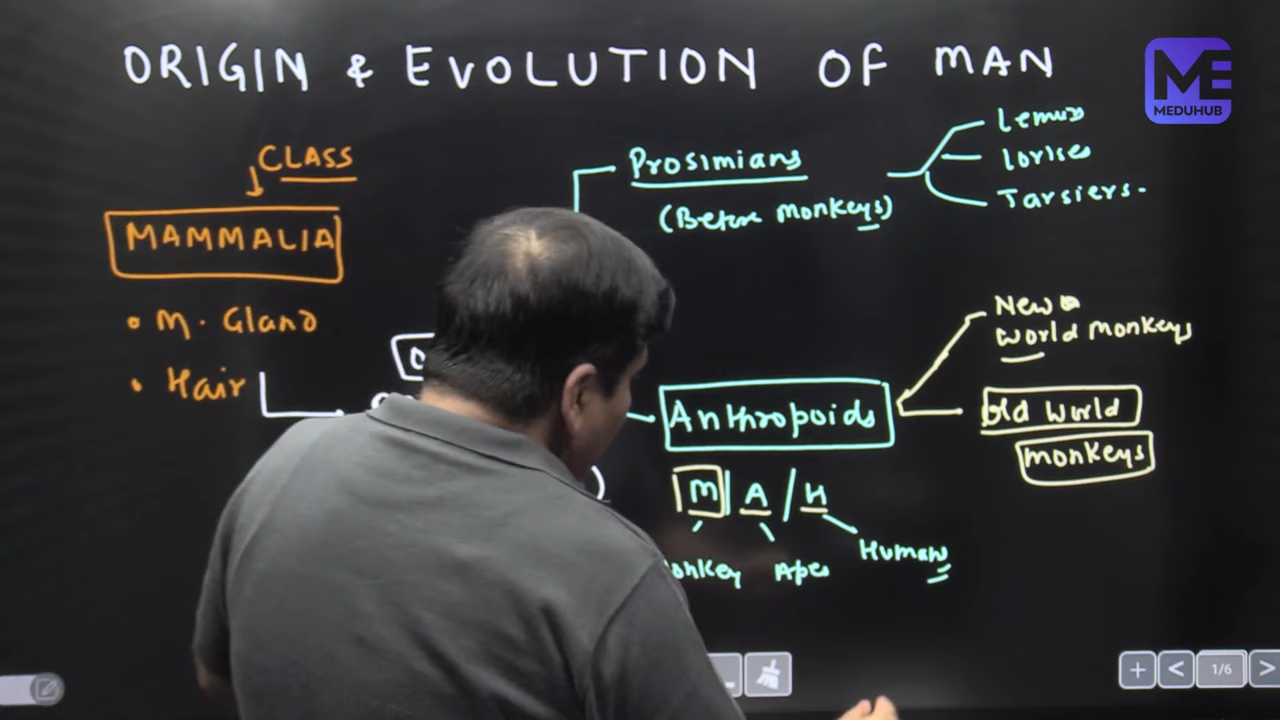 ORIGIN & EVOLUTION OF MAN
ME
MEDUHUB
CLASS
MAMMALIA
• M. Gland
• Hair
Prosimians
(Before monkeys)
Lemurs
lorises
Tarsiers.
Anthropoids
M / A / H
Apes
Humans
New
World Monkeys
Old World
monkeys
+ < 1/6 >